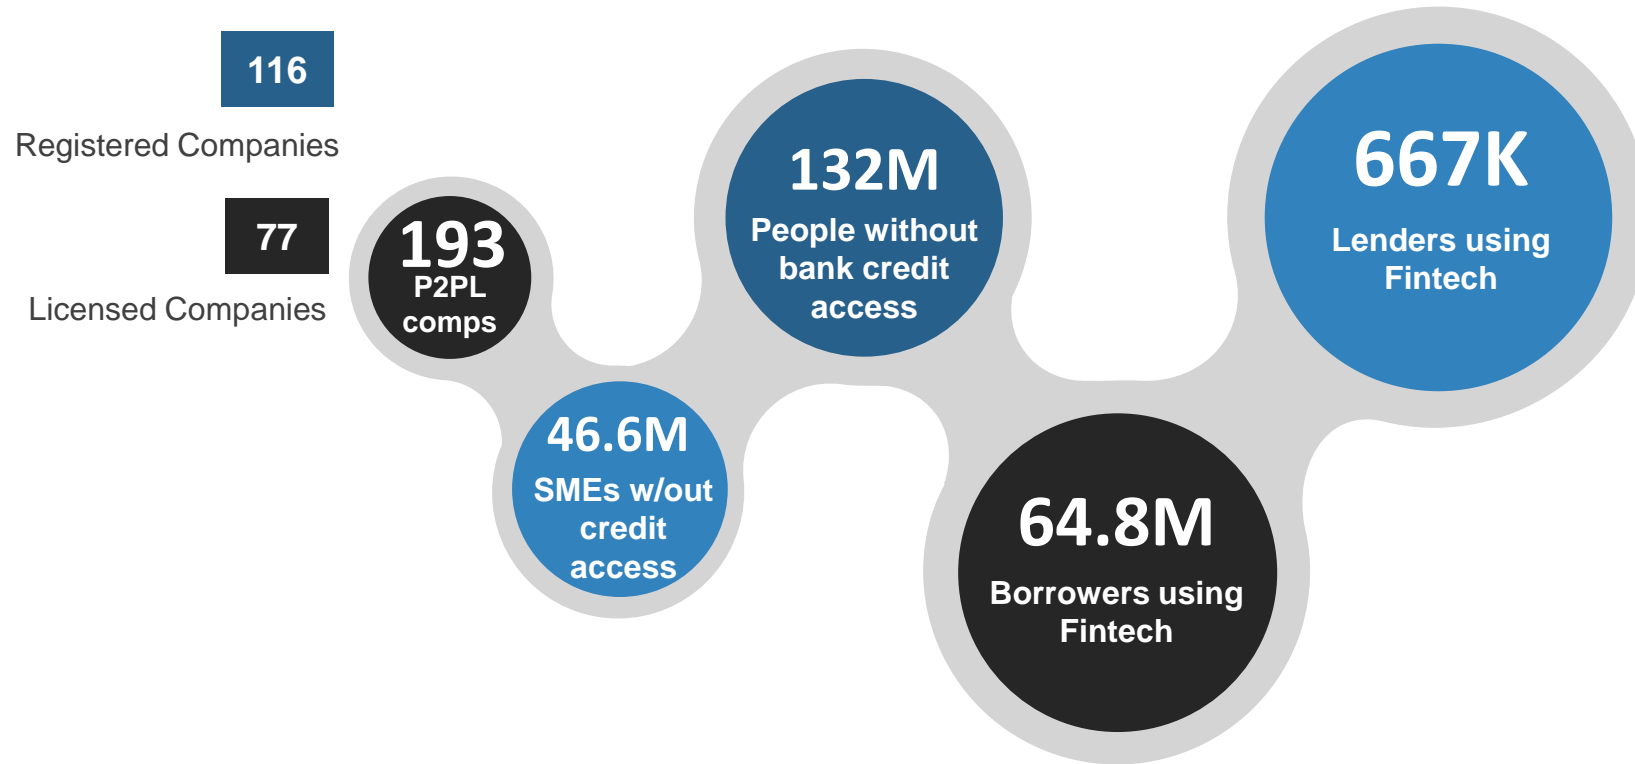 116
Registered Companies
77
Licensed Companies
193
P2PL
comps
46.6M
SMEs w/out
credit
access
132M
People without
bank credit
access
64.8M
Borrowers using
Fintech
667K
Lenders using
Fintech